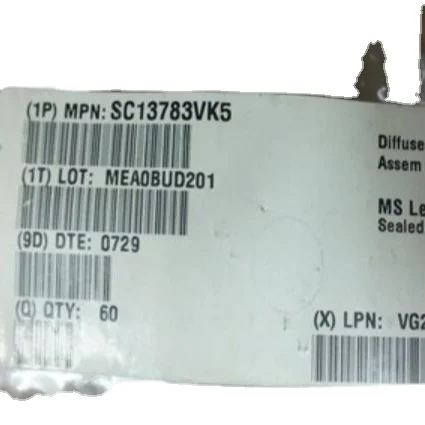 (1P) MPN: SC13783VK5
(1T) LOT: MEA0BUD201
(9D) DTE: 0729
(Q) QTY: 60
Diffuse
Assem
MS Le
Sealed
(X) LPN: VG2